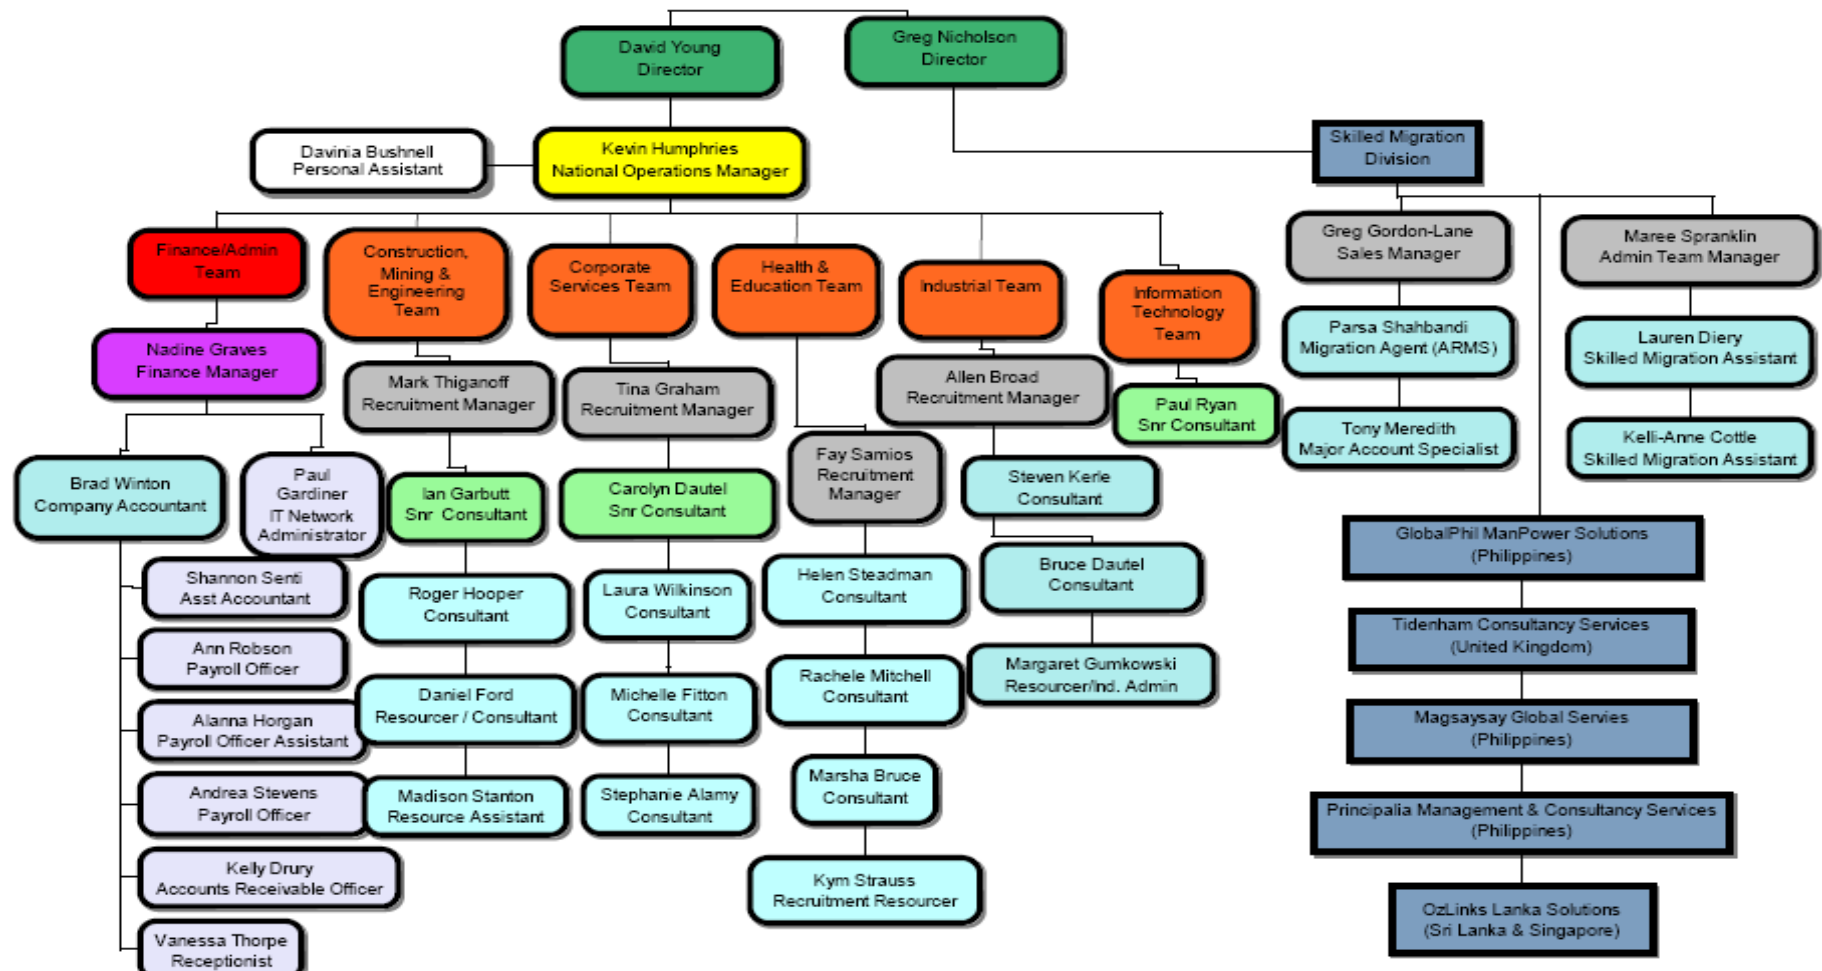 David Young
Director
Greg Nicholson
Director
Davinia Bushnell
Personal Assistant
Kevin Humphries
National Operations Manager
Skilled Migration
Division
Finance/Admin
Team
Construction,
Mining &
Engineering
Team
Corporate
Services Team
Health &
Education Team
Industrial Team
Information
Technology
Team
Greg Gordon-Lane
Sales Manager
Maree Spranklin
Admin Team Manager
Nadine Graves
Finance Manager
Mark Thiganoff
Recruitment Manager
Tina Graham
Recruitment Manager
Allen Broad
Recruitment Manager
Paul Ryan
Snr Consultant
Parsa Shahbandi
Migration Agent (ARMS)
Lauren Diery
Skilled Migration Assistant
Tony Meredith
Major Account Specialist
Kelli-Anne Cottle
Skilled Migration Assistant
Brad Winton
Company Accountant
Paul
Gardiner
IT Network
Administrator
Ian Garbutt
Snr Consultant
Carolyn Dautel
Snr Consultant
Fay Samios
Recruitment
Manager
Steven Kerle
Consultant
Shannon Senti
Asst Accountant
Roger Hooper
Consultant
Laura Wilkinson
Consultant
Helen Steadman
Consultant
Bruce Dautel
Consultant
GlobalPhil ManPower Solutions
(Philippines)
Ann Robson
Payroll Officer
Daniel Ford
Resourcer / Consultant
Michelle Fitton
Consultant
Rachele Mitchell
Consultant
Margaret Gumkowski
Resourcer/Ind. Admin
Tidenham Consultancy Services
(United Kingdom)
Alanna Horgan
Payroll Officer Assistant
Magsaysay Global Servies
(Philippines)
Andrea Stevens
Payroll Officer
Madison Stanton
Resource Assistant
Stephanie Alamy
Consultant
Marsha Bruce
Consultant
Principalia Management & Consultancy Services
(Philippines)
Kelly Drury
Accounts Receivable Officer
Kym Strauss
Recruitment Resourcer
OzLinks Lanka Solutions
(Sri Lanka & Singapore)
Vanessa Thorpe
Receptionist